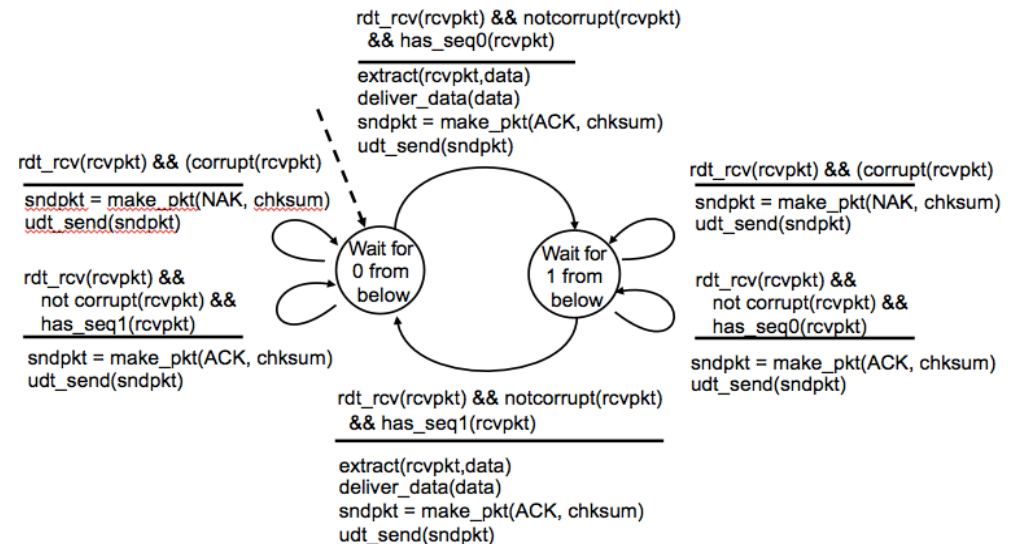 rdt_rcv(rcvpkt) && notcorrupt(rcvpkt)
&& has_seq0(rcvpkt)
extract(rcvpkt,data)
deliver_data(data)
sndpkt = make_pkt(ACK, chksum)
udt_send(sndpkt)
rdt_rcv(rcvpkt) && (corrupt(rcvpkt)
sndpkt = make_pkt(NAK, chksum)
udt_send(sndpkt)
rdt_rcv(rcvpkt) &&
not corrupt(rcvpkt) &&
has_seq1(rcvpkt)
sndpkt = make_pkt(ACK, chksum)
udt_send(sndpkt)
Wait for
0 from
below
Wait for
1 from
below
rdt_rcv(rcvpkt) && (corrupt(rcvpkt)
sndpkt = make_pkt(NAK, chksum)
udt_send(sndpkt)
rdt_rcv(rcvpkt) &&
not corrupt(rcvpkt) &&
has_seq0(rcvpkt)
sndpkt = make_pkt(ACK, chksum)
udt_send(sndpkt)
rdt_rcv(rcvpkt) && notcorrupt(rcvpkt)
&& has_seq1(rcvpkt)
extract(rcvpkt,data)
deliver_data(data)
sndpkt = make_pkt(ACK, chksum)
udt_send(sndpkt)